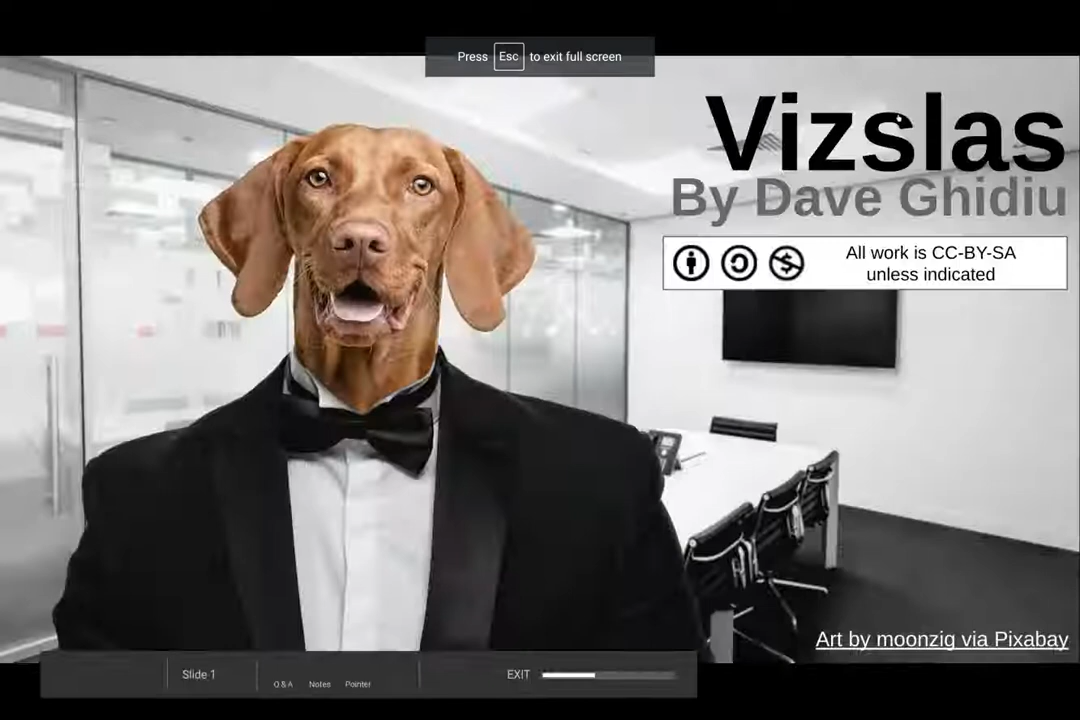 Press Esc to exit full screen
Vizslas
By Dave Ghidiu
All work is CC-BY-SA
unless indicated
Art by moonzig via Pixabay
Slide 1
Q & A Notes Pointer
EXIT